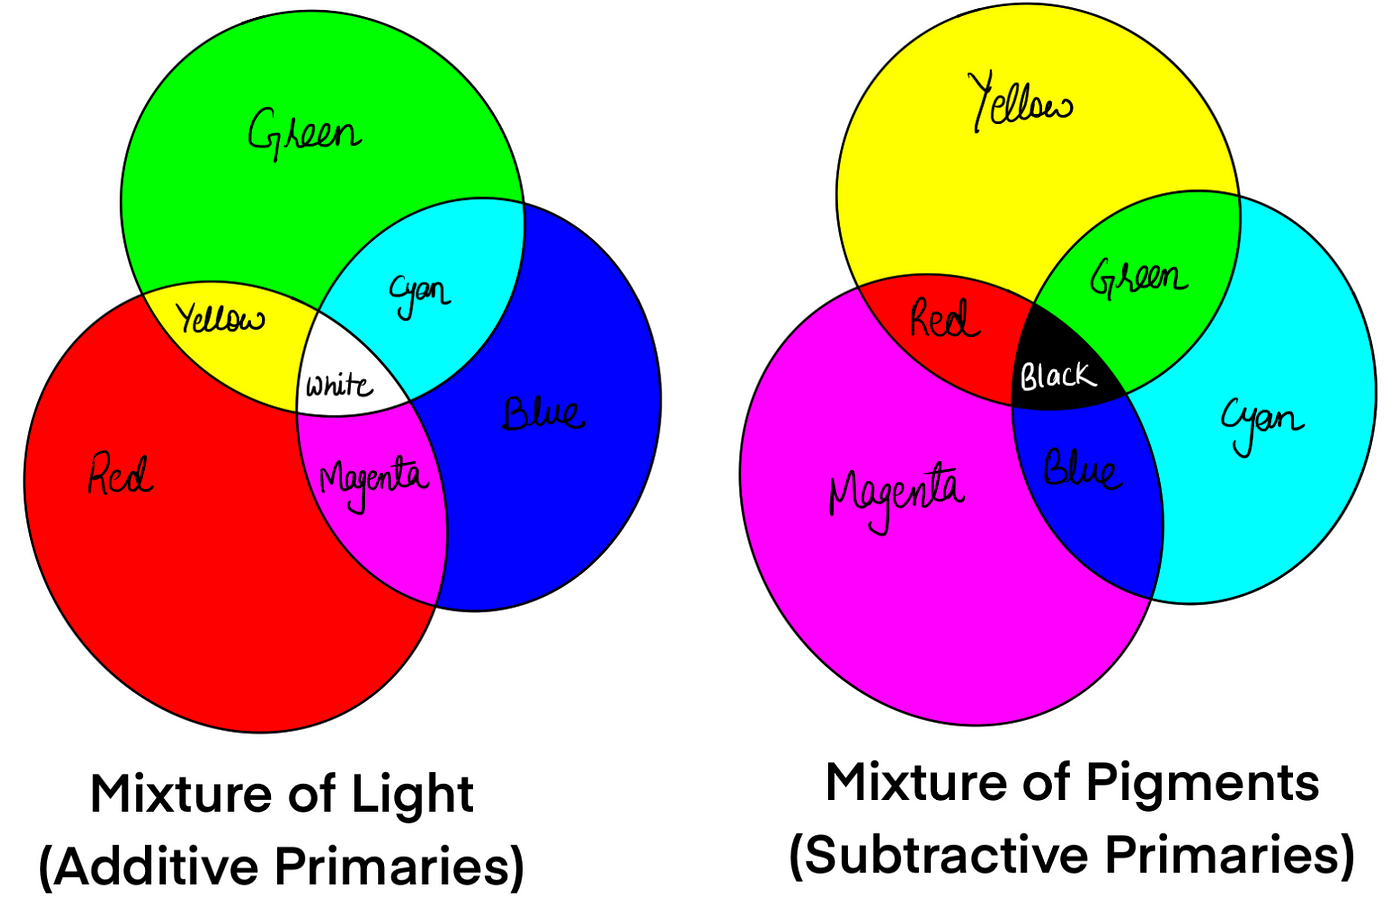 Green
Cyan
Yellow
White
Blue
Red
Magenta
Mixture of Light
(Additive Primaries)
Yellow
Green
Red
Black
Cyan
Blue
Magenta
Mixture of Pigments
(Subtractive Primaries)